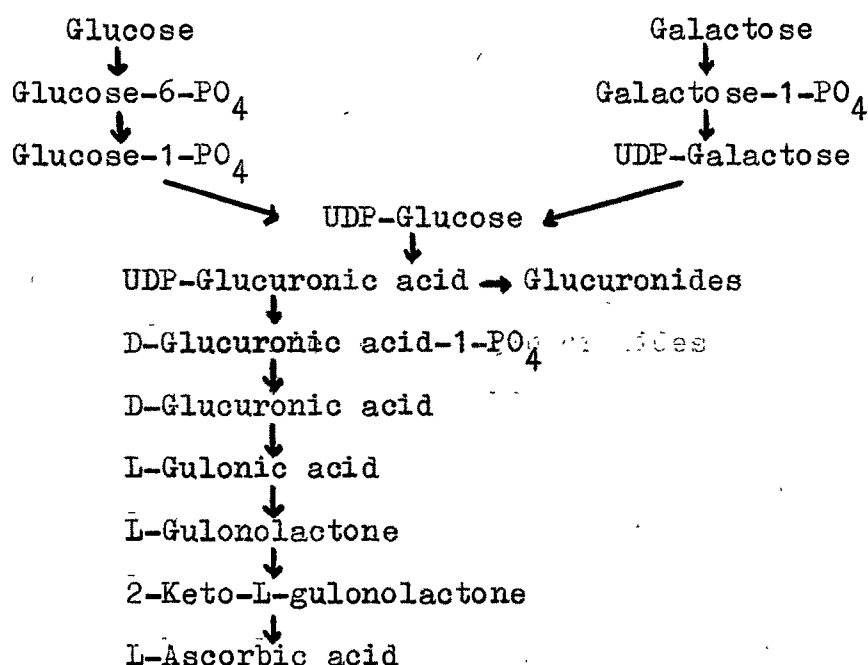 Glucose Galactose
Glucose-6-PO4 Galactose-1-PO4
Glucose-1-PO4 UDP-Galactose
UDP-Glucose
UDP-Glucuronic acid → Glucuronides
D-Glucuronic acid-1-PO4
D-Glucuronic acid
L-Gulonic acid
L-Gulonolactone
2-Keto-L-gulonolactone
L-Ascorbic acid